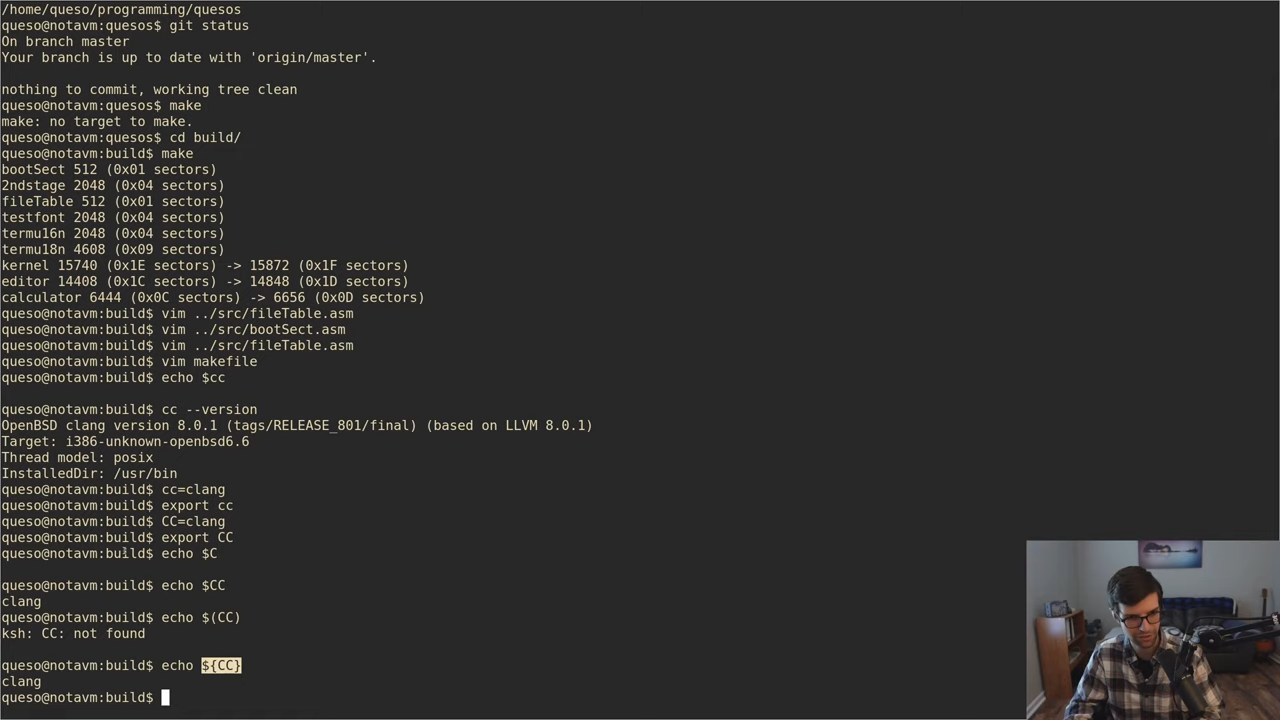 /home/queso/programming/quesos
queso@notavm:quesos$ git status
On branch master
Your branch is up to date with 'origin/master'.
nothing to commit, working tree clean
queso@notavm:quesos$ make
make: no target to make.
queso@notavm:quesos$ cd build/
queso@notavm:build$ make
bootSect 512 (0x01 sectors)
2ndstage 2048 (0x04 sectors)
fileTable 512 (0x01 sectors)
testfont 2048 (0x04 sectors)
termu16n 2048 (0x04 sectors)
termu18n 4608 (0x09 sectors)
kernel 15740 (0x1E sectors) -> 15872 (0x1F sectors)
editor 14408 (0x1C sectors) -> 14848 (0x1D sectors)
calculator 6444 (0x0C sectors) -> 6656 (0x0D sectors)
queso@notavm:build$ vim ../src/fileTable.asm
queso@notavm:build$ vim ../src/bootSect.asm
queso@notavm:build$ vim ../src/fileTable.asm
queso@notavm:build$ vim makefile
queso@notavm:build$ echo $cc
queso@notavm:build$ cc --version
OpenBSD clang version 8.0.1 (tags/RELEASE_801/final) (based on LLVM 8.0.1)
Target: i386-unknown-openbsd6.6
Thread model: posix
InstalledDir: /usr/bin
queso@notavm:build$ cc=clang
queso@notavm:build$ export cc
queso@notavm:build$ CC=clang
queso@notavm:build$ export CC
queso@notavm:build$ echo $C
queso@notavm:build$ echo $CC
clang
queso@notavm:build$ echo $(CC)
ksh: CC: not found
queso@notavm:build$ echo ${CC}
clang
queso@notavm:build$